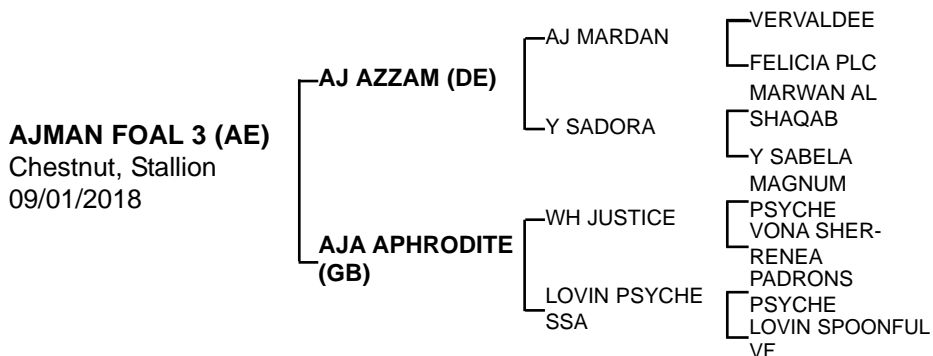 AJMAN FOAL 3 (AE)
Chestnut, Stallion
09/01/2018
AJ AZZAM (DE)
AJA APHRODITE
(GB)
AJ MARDAN
Y SADORA
WH JUSTICE
LOVIN PSYCHE
SSA
VERVALDEE
FELICIA PLC
MARWAN AL
SHAQAB
Y SABELA
MAGNUM
PSYCHE
VONA SHER-
RENEA
PADRONS
PSYCHE
LOVIN SPOONFUL
VF